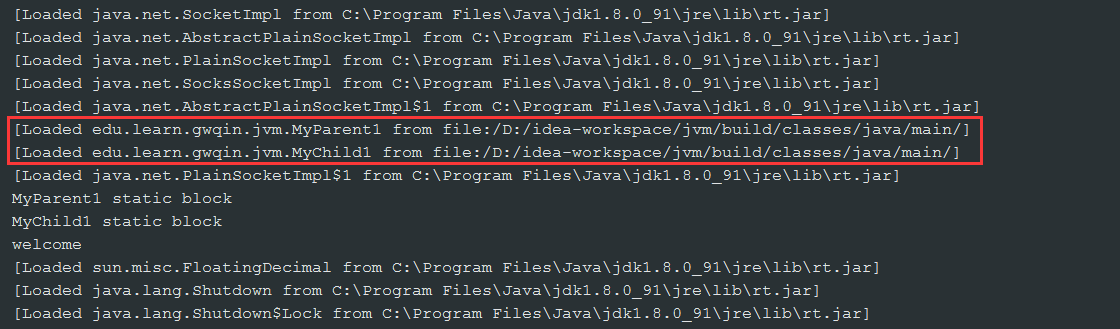 [Loaded java.net.SocketImpl from C:\Program Files\Java\jdk1.8.0_91\jre\lib\rt.jar]
[Loaded java.net.AbstractPlainSocketImpl from C:\Program Files\Java\jdk1.8.0_91\jre\lib\rt.jar]
[Loaded java.net.PlainSocketImpl from C:\Program Files\Java\jdk1.8.0_91\jre\lib\rt.jar]
[Loaded java.net.SocksSocketImpl from C:\Program Files\Java\jdk1.8.0_91\jre\lib\rt.jar]
[Loaded java.net.AbstractPlainSocketImpl$1 from C:\Program Files\Java\jdk1.8.0_91\jre\lib\rt.jar]
[Loaded edu.learn.gwqin.jvm.MyParent1 from file:/D:/idea-workspace/jvm/build/classes/java/main/]
[Loaded edu.learn.gwqin.jvm.MyChild1 from file:/D:/idea-workspace/jvm/build/classes/java/main/]
[Loaded java.net.PlainSocketImpl$1 from C:\Program Files\Java\jdk1.8.0_91\jre\lib\rt.jar]
MyParent1 static block
MyChild1 static block
welcome
[Loaded sun.misc.FloatingDecimal from C:\Program Files\Java\jdk1.8.0_91\jre\lib\rt.jar]
[Loaded java.lang.Shutdown from C:\Program Files\Java\jdk1.8.0_91\jre\lib\rt.jar]
[Loaded java.lang.Shutdown$Lock from C:\Program Files\Java\jdk1.8.0_91\jre\lib\rt.jar]